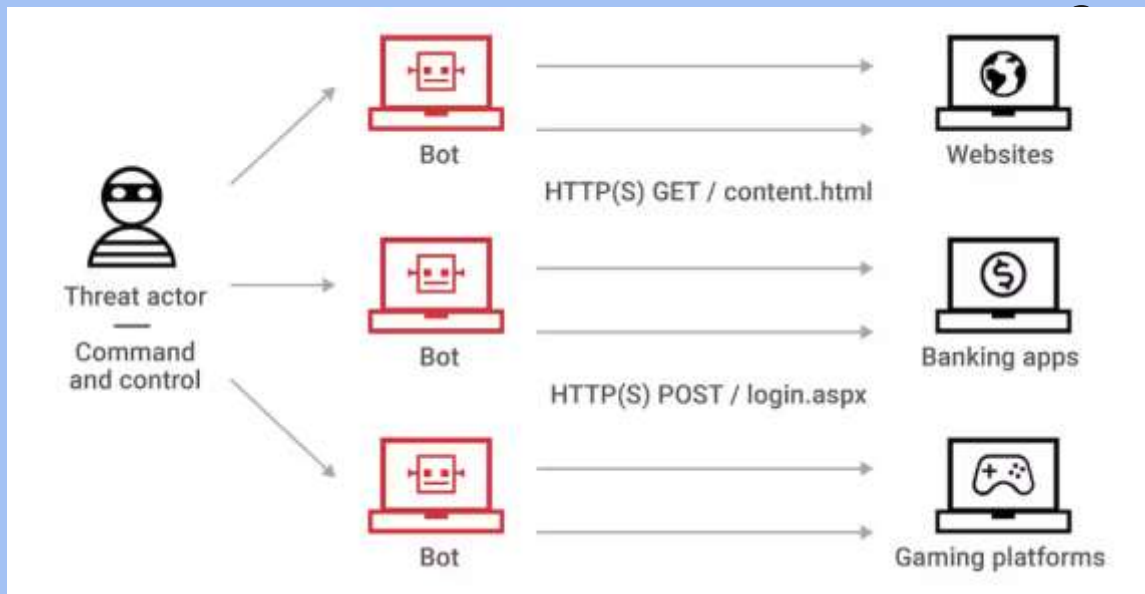 Bot
Websites
HTTP(S) GET / content.html
Threat actor
Command
and control
Bot
Banking apps
HTTP(S) POST / login.aspx
Bot
Gaming platforms